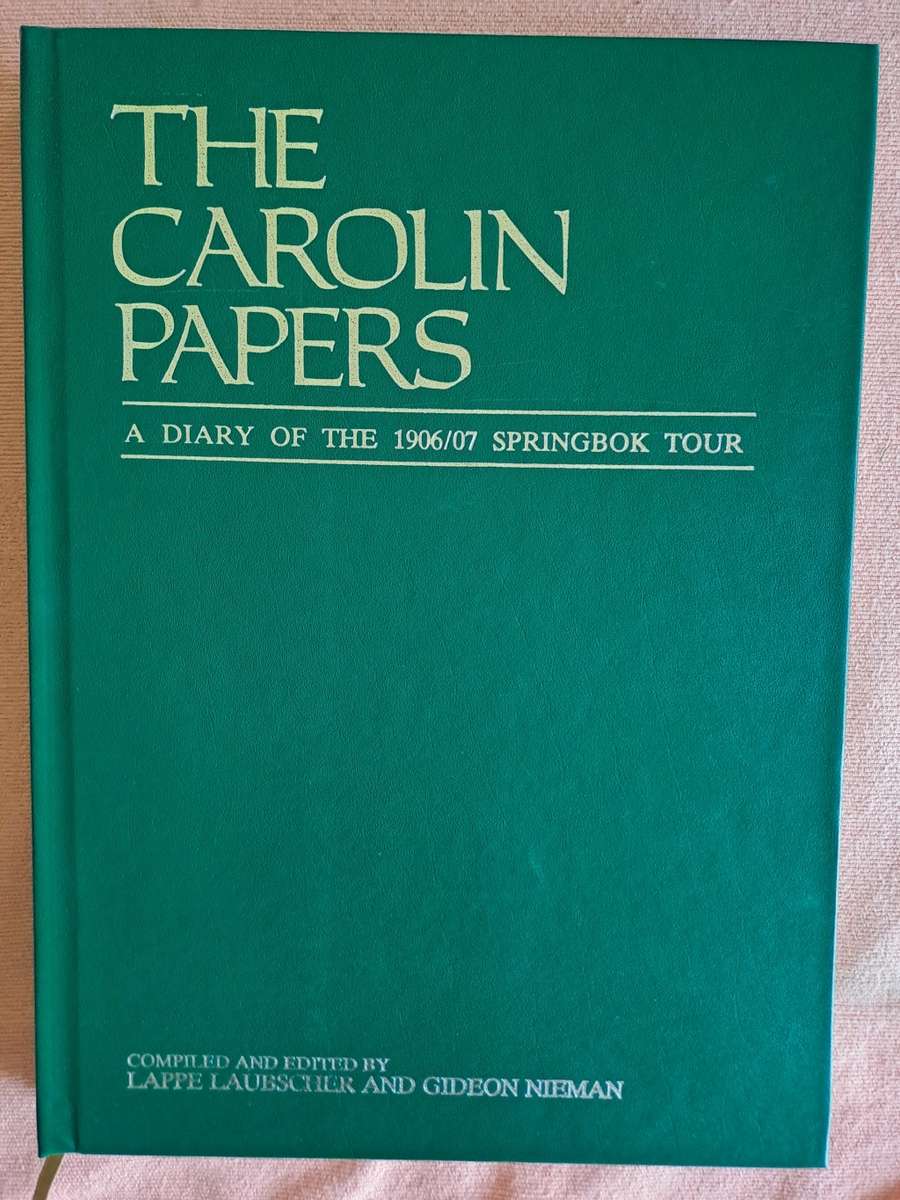 THE
CAROLIN
PAPERS
A DIARY OF THE 1906/07 SPRINGBOK TOUR
COMPILED AND EDITED BY
LAPPE LAUBSCHER AND GIDEON NIEMAN